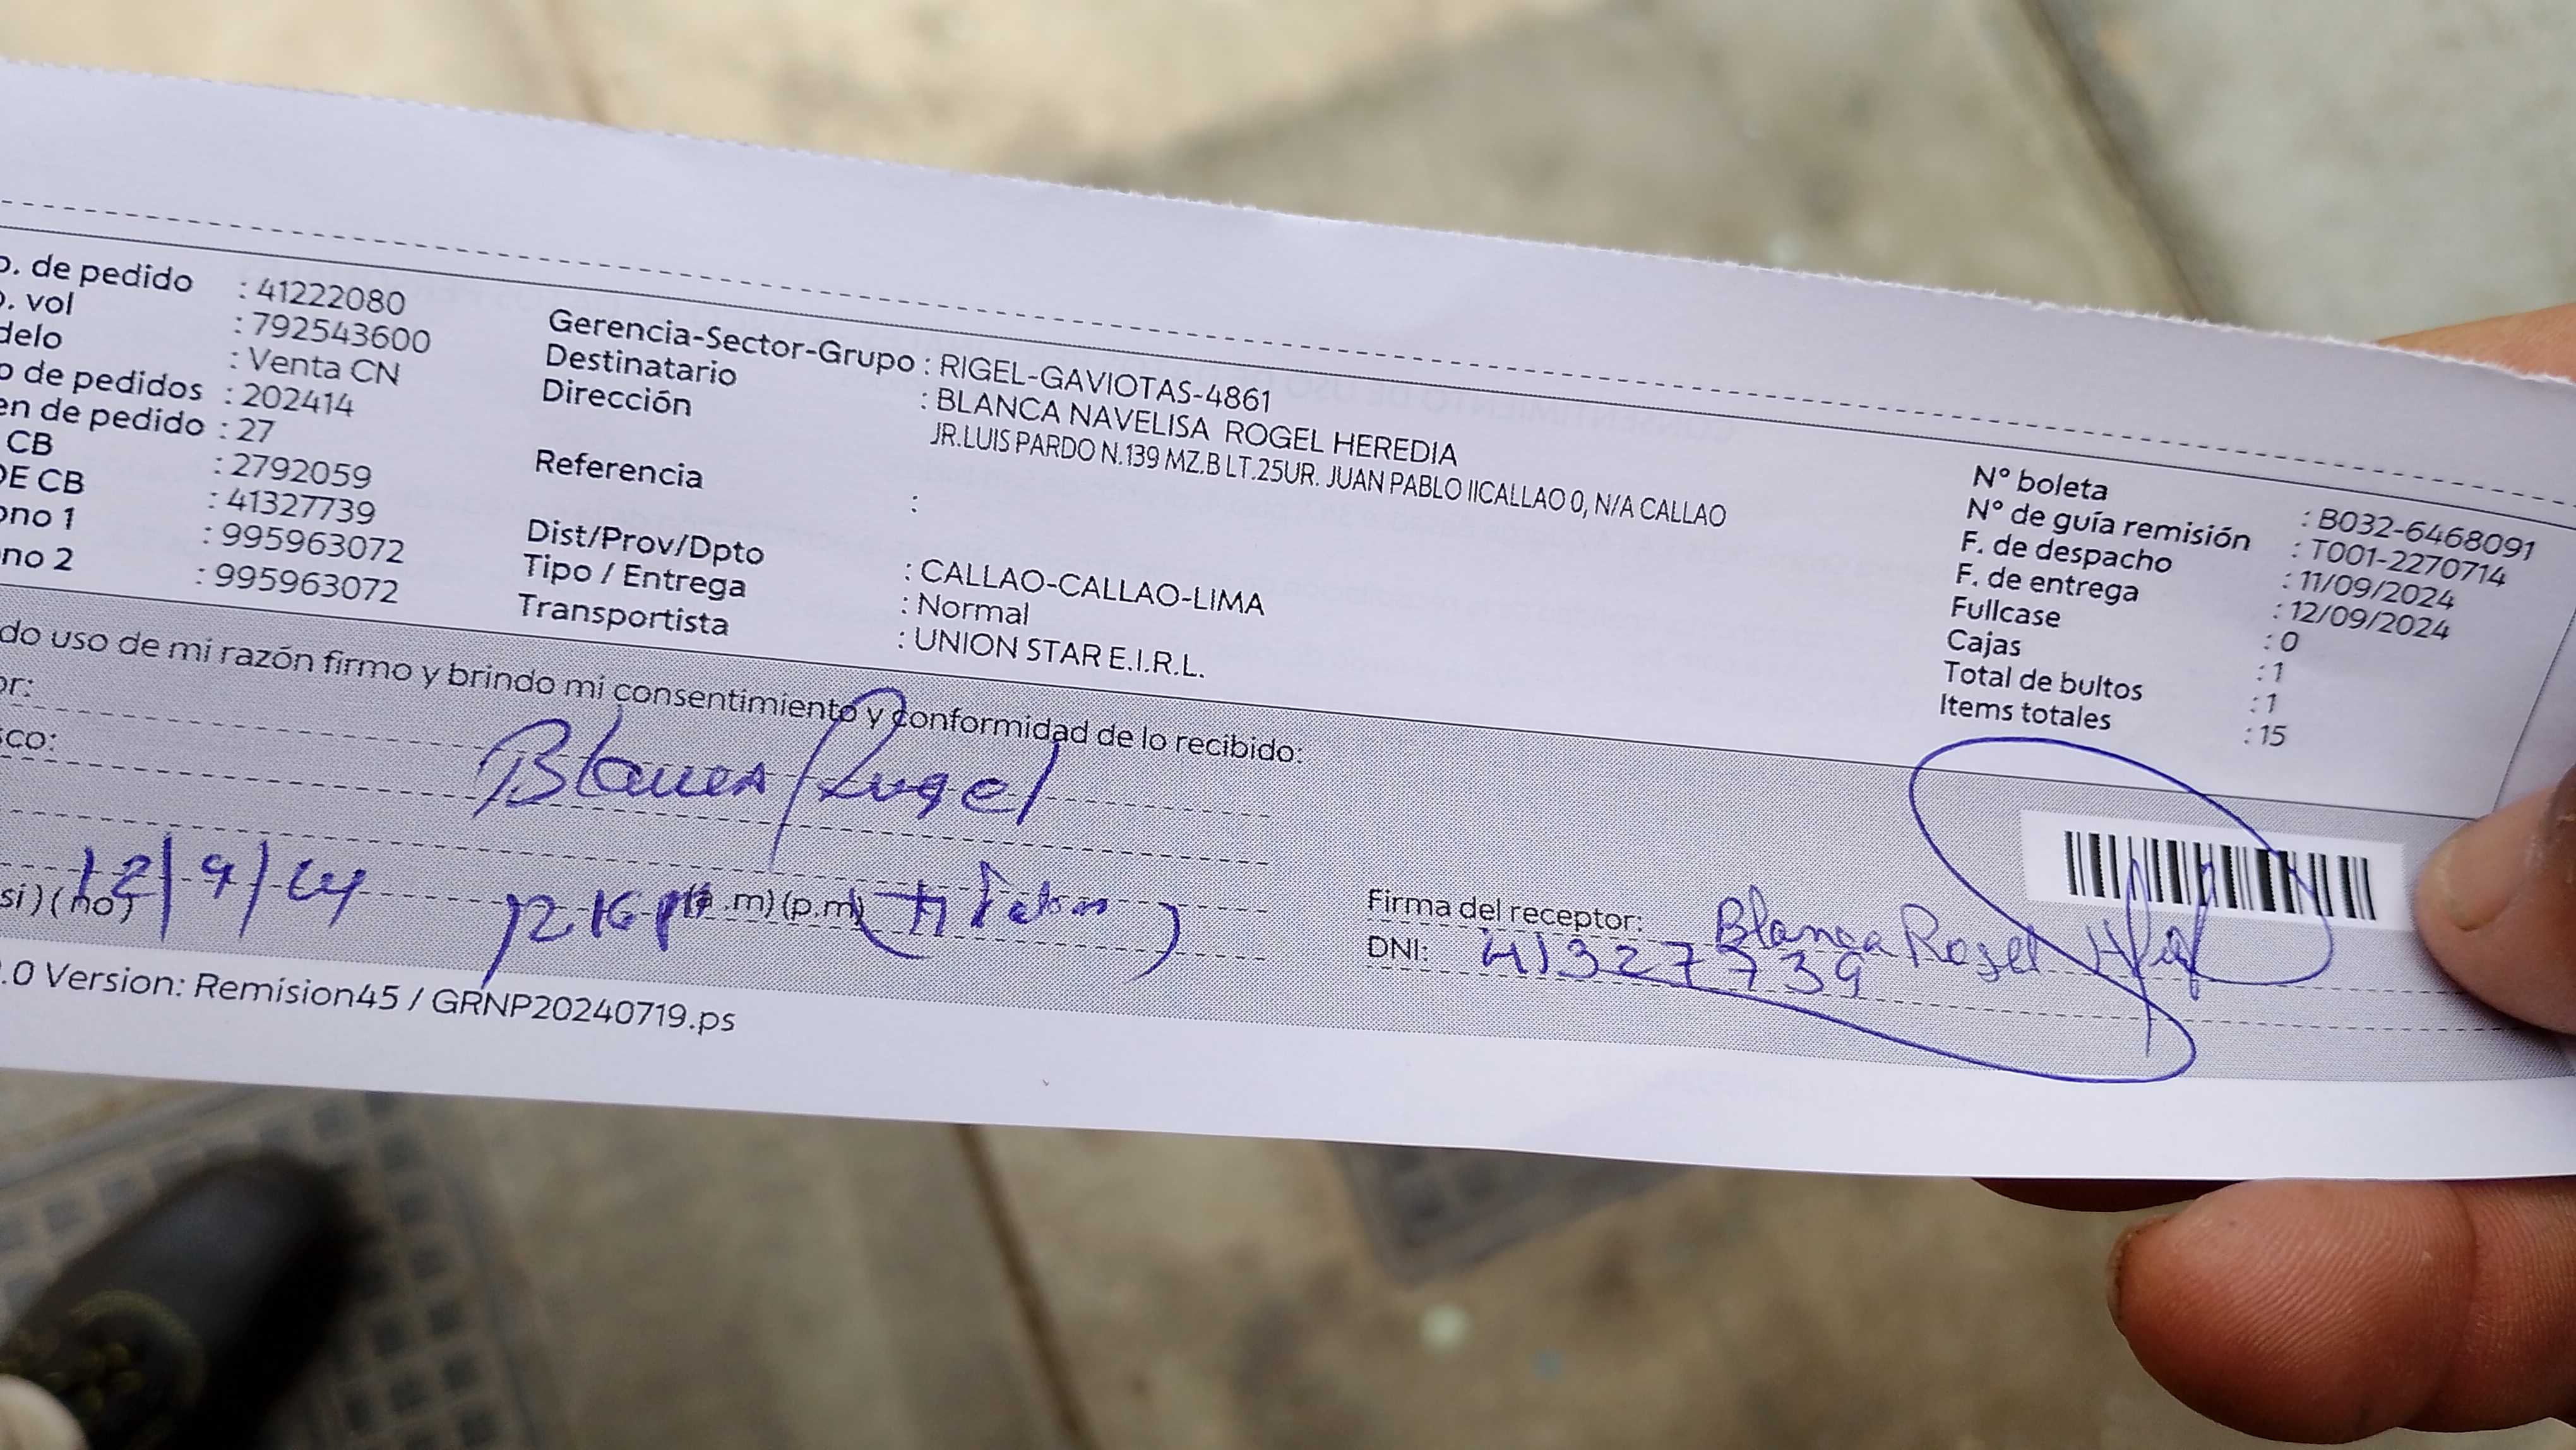 o. de pedido : 41222080
o. vol : 792543600
delo : Venta CN
o de pedidos : 202414
en de pedido : 27
CB : 2792059
DE CB : 41327739
ono 1 : 995963072
no 2 : 995963072
Gerencia-Sector-Grupo : RIGEL-GAVIOTAS-4861
Destinatario : BLANCA NAVELISA ROGEL HEREDIA
Dirección JR.LUIS PARDO N.139 MZ.B LT.25UR. JUAN PABLO IICALLAO 0, N/A CALLAO
Referencia :
Dist/Prov/Dpto : CALLAO-CALLAO-LIMA
Tipo / Entrega : Normal
Transportista : UNION STAR E.I.R.L.
N° boleta : B032-6468091
N° de guía remisión : T001-2270714
F. de despacho : 11/09/2024
F. de entrega : 12/09/2024
Fullcase : 0
Cajas : 1
Total de bultos : 1
Items totales : 15
do uso de mi razón firmo y brindo mi consentimiento y conformidad de lo recibido:
or:
sco:
Blanca Rogel
12/9/24
si) (no) (p.m)
Firma del receptor: Blanca Rogel
DNI: 41327739
.0 Version: Remision45 / GRNP20240719.ps